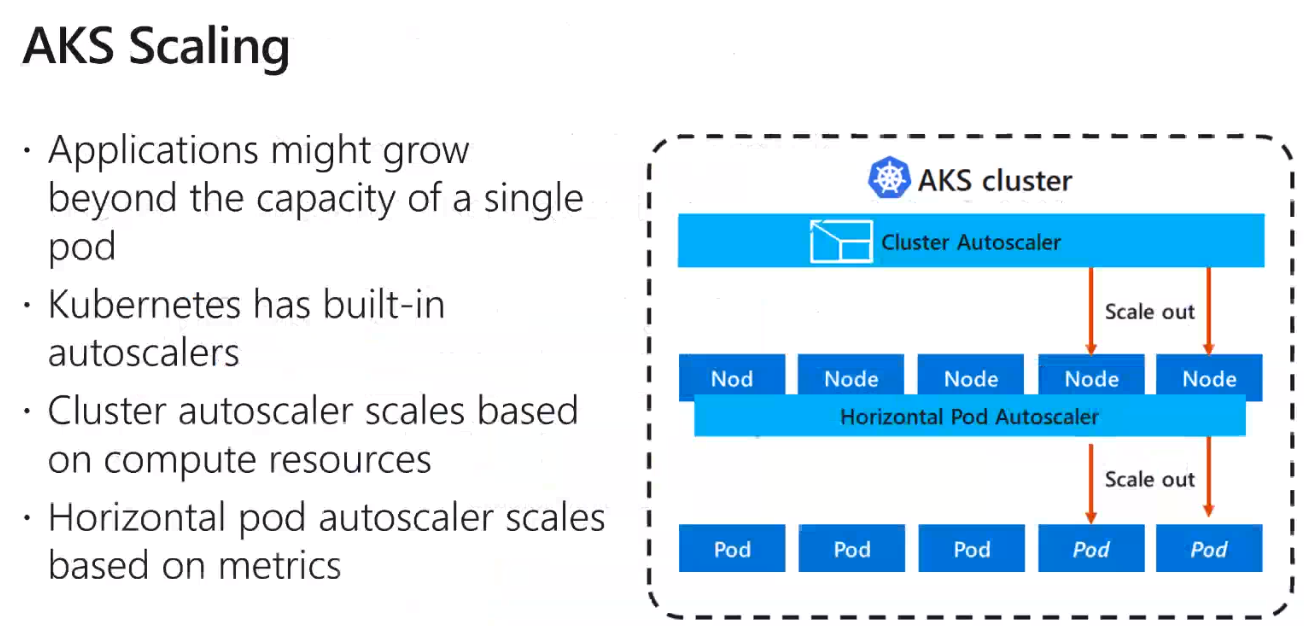 AKS Scaling
· Applications might grow
beyond the capacity of a single
pod
· Kubernetes has built-in
autoscalers
· Cluster autoscaler scales based
on compute resources
· Horizontal pod autoscaler scales
based on metrics
AKS cluster
Cluster Autoscaler
Scale out
Nod Node Node Node Node
Horizontal Pod Autoscaler
Scale out
Pod Pod Pod Pod Pod